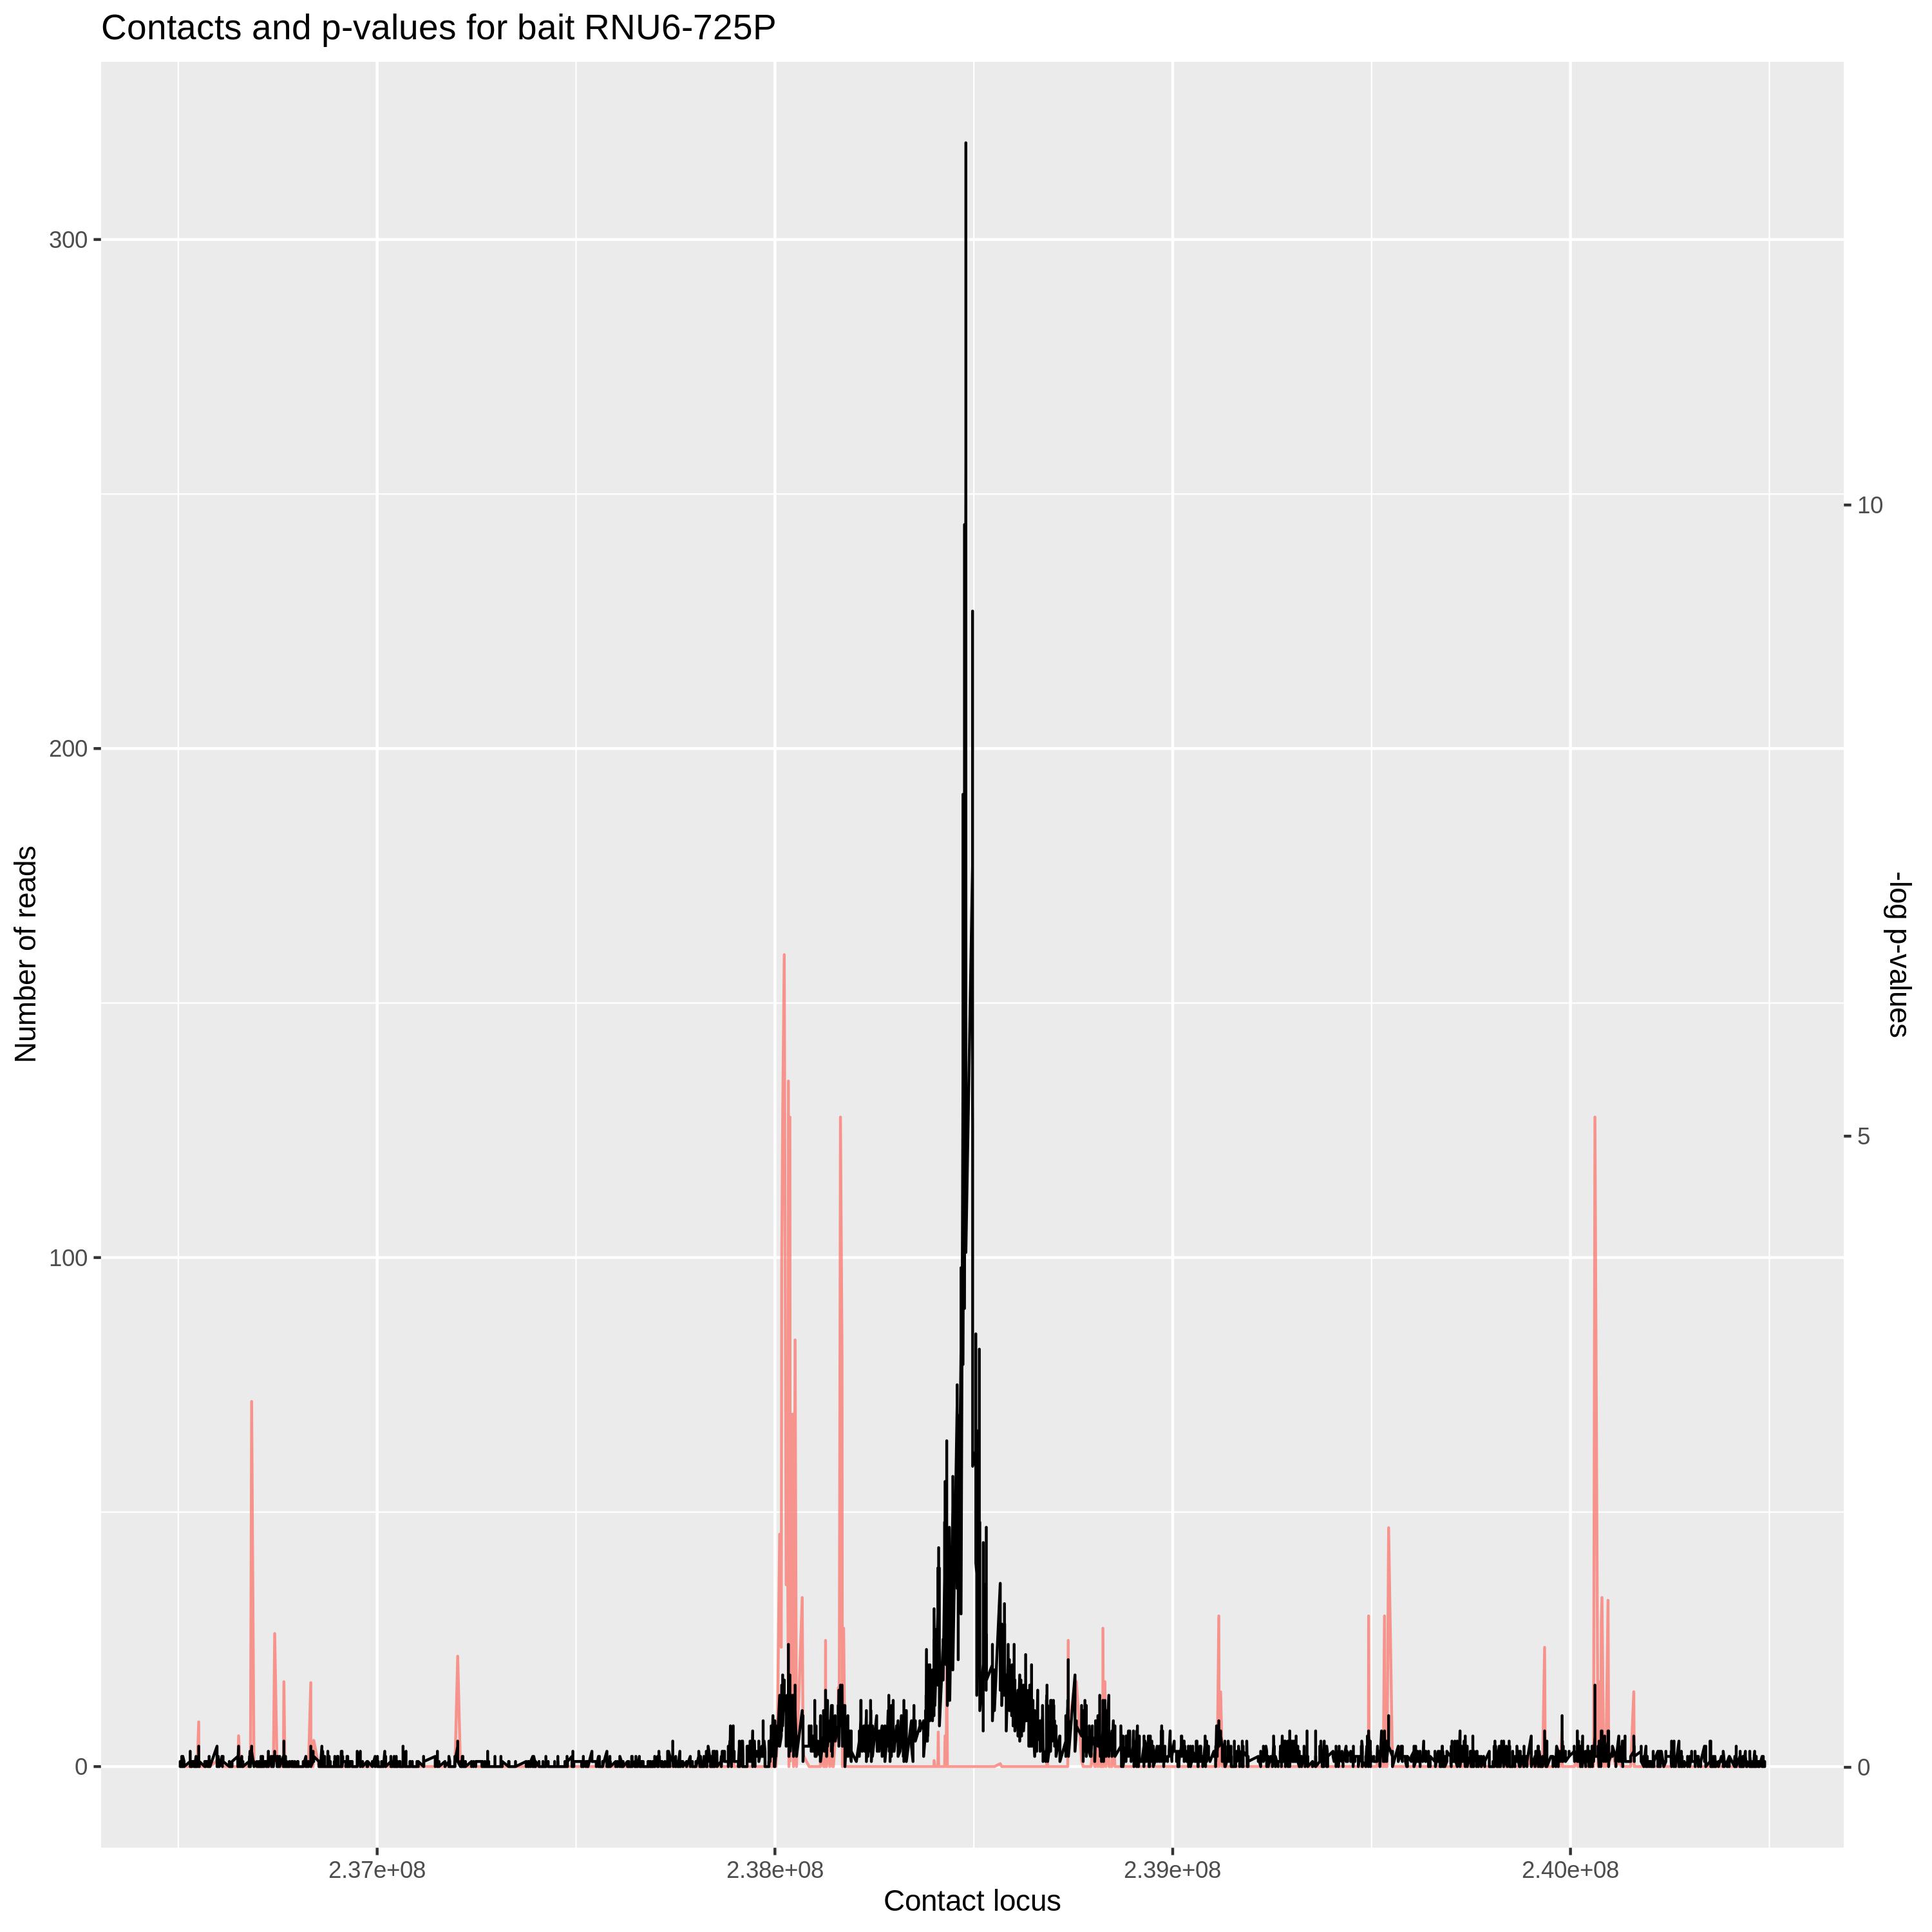 Contacts and p-values for bait RNU6-725P
300
200
100
0
Number of reads
10
5
0
-log p-values
2.37e+08 2.38e+08 2.39e+08 2.40e+08
Contact locus